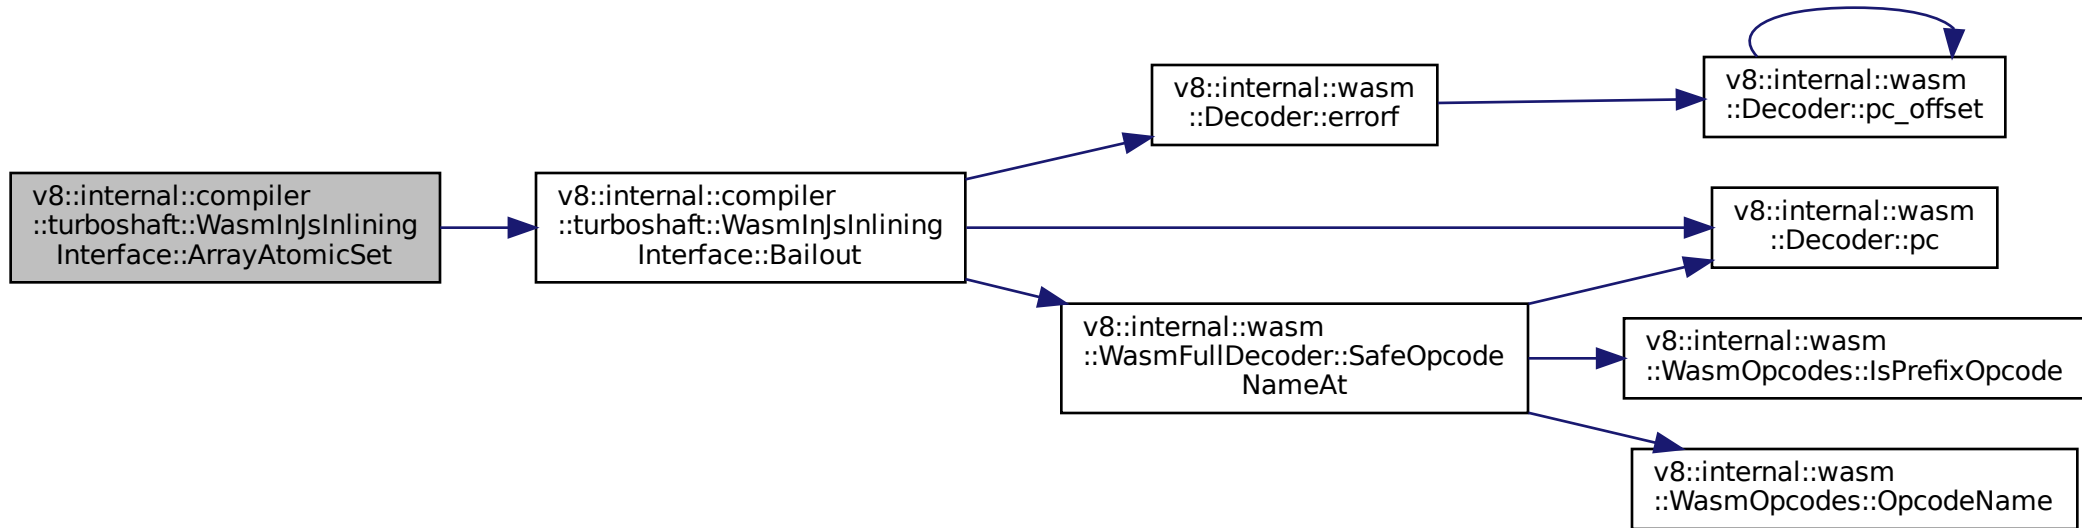 v8::internal::compiler
::turboshaft::WasmInJsInlining
Interface::ArrayAtomicSet
v8::internal::compiler
::turboshaft::WasmInJsInlining
Interface::Bailout
v8::internal::wasm
::Decoder::errorf
v8::internal::wasm
::Decoder::pc_offset
v8::internal::wasm
::Decoder::pc
v8::internal::wasm
::WasmFullDecoder::SafeOpcode
NameAt
v8::internal::wasm
::WasmOpcodes::IsPrefixOpcode
v8::internal::wasm
::WasmOpcodes::OpcodeName